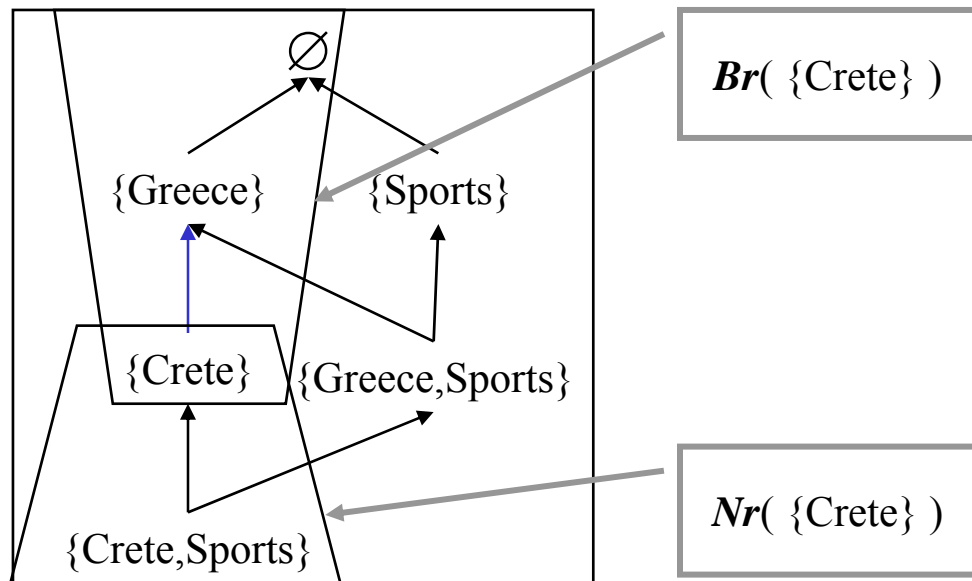 ∅
Br( {Crete} )
{Greece} {Sports}
{Crete} {Greece,Sports}
Nr( {Crete} )
{Crete,Sports}